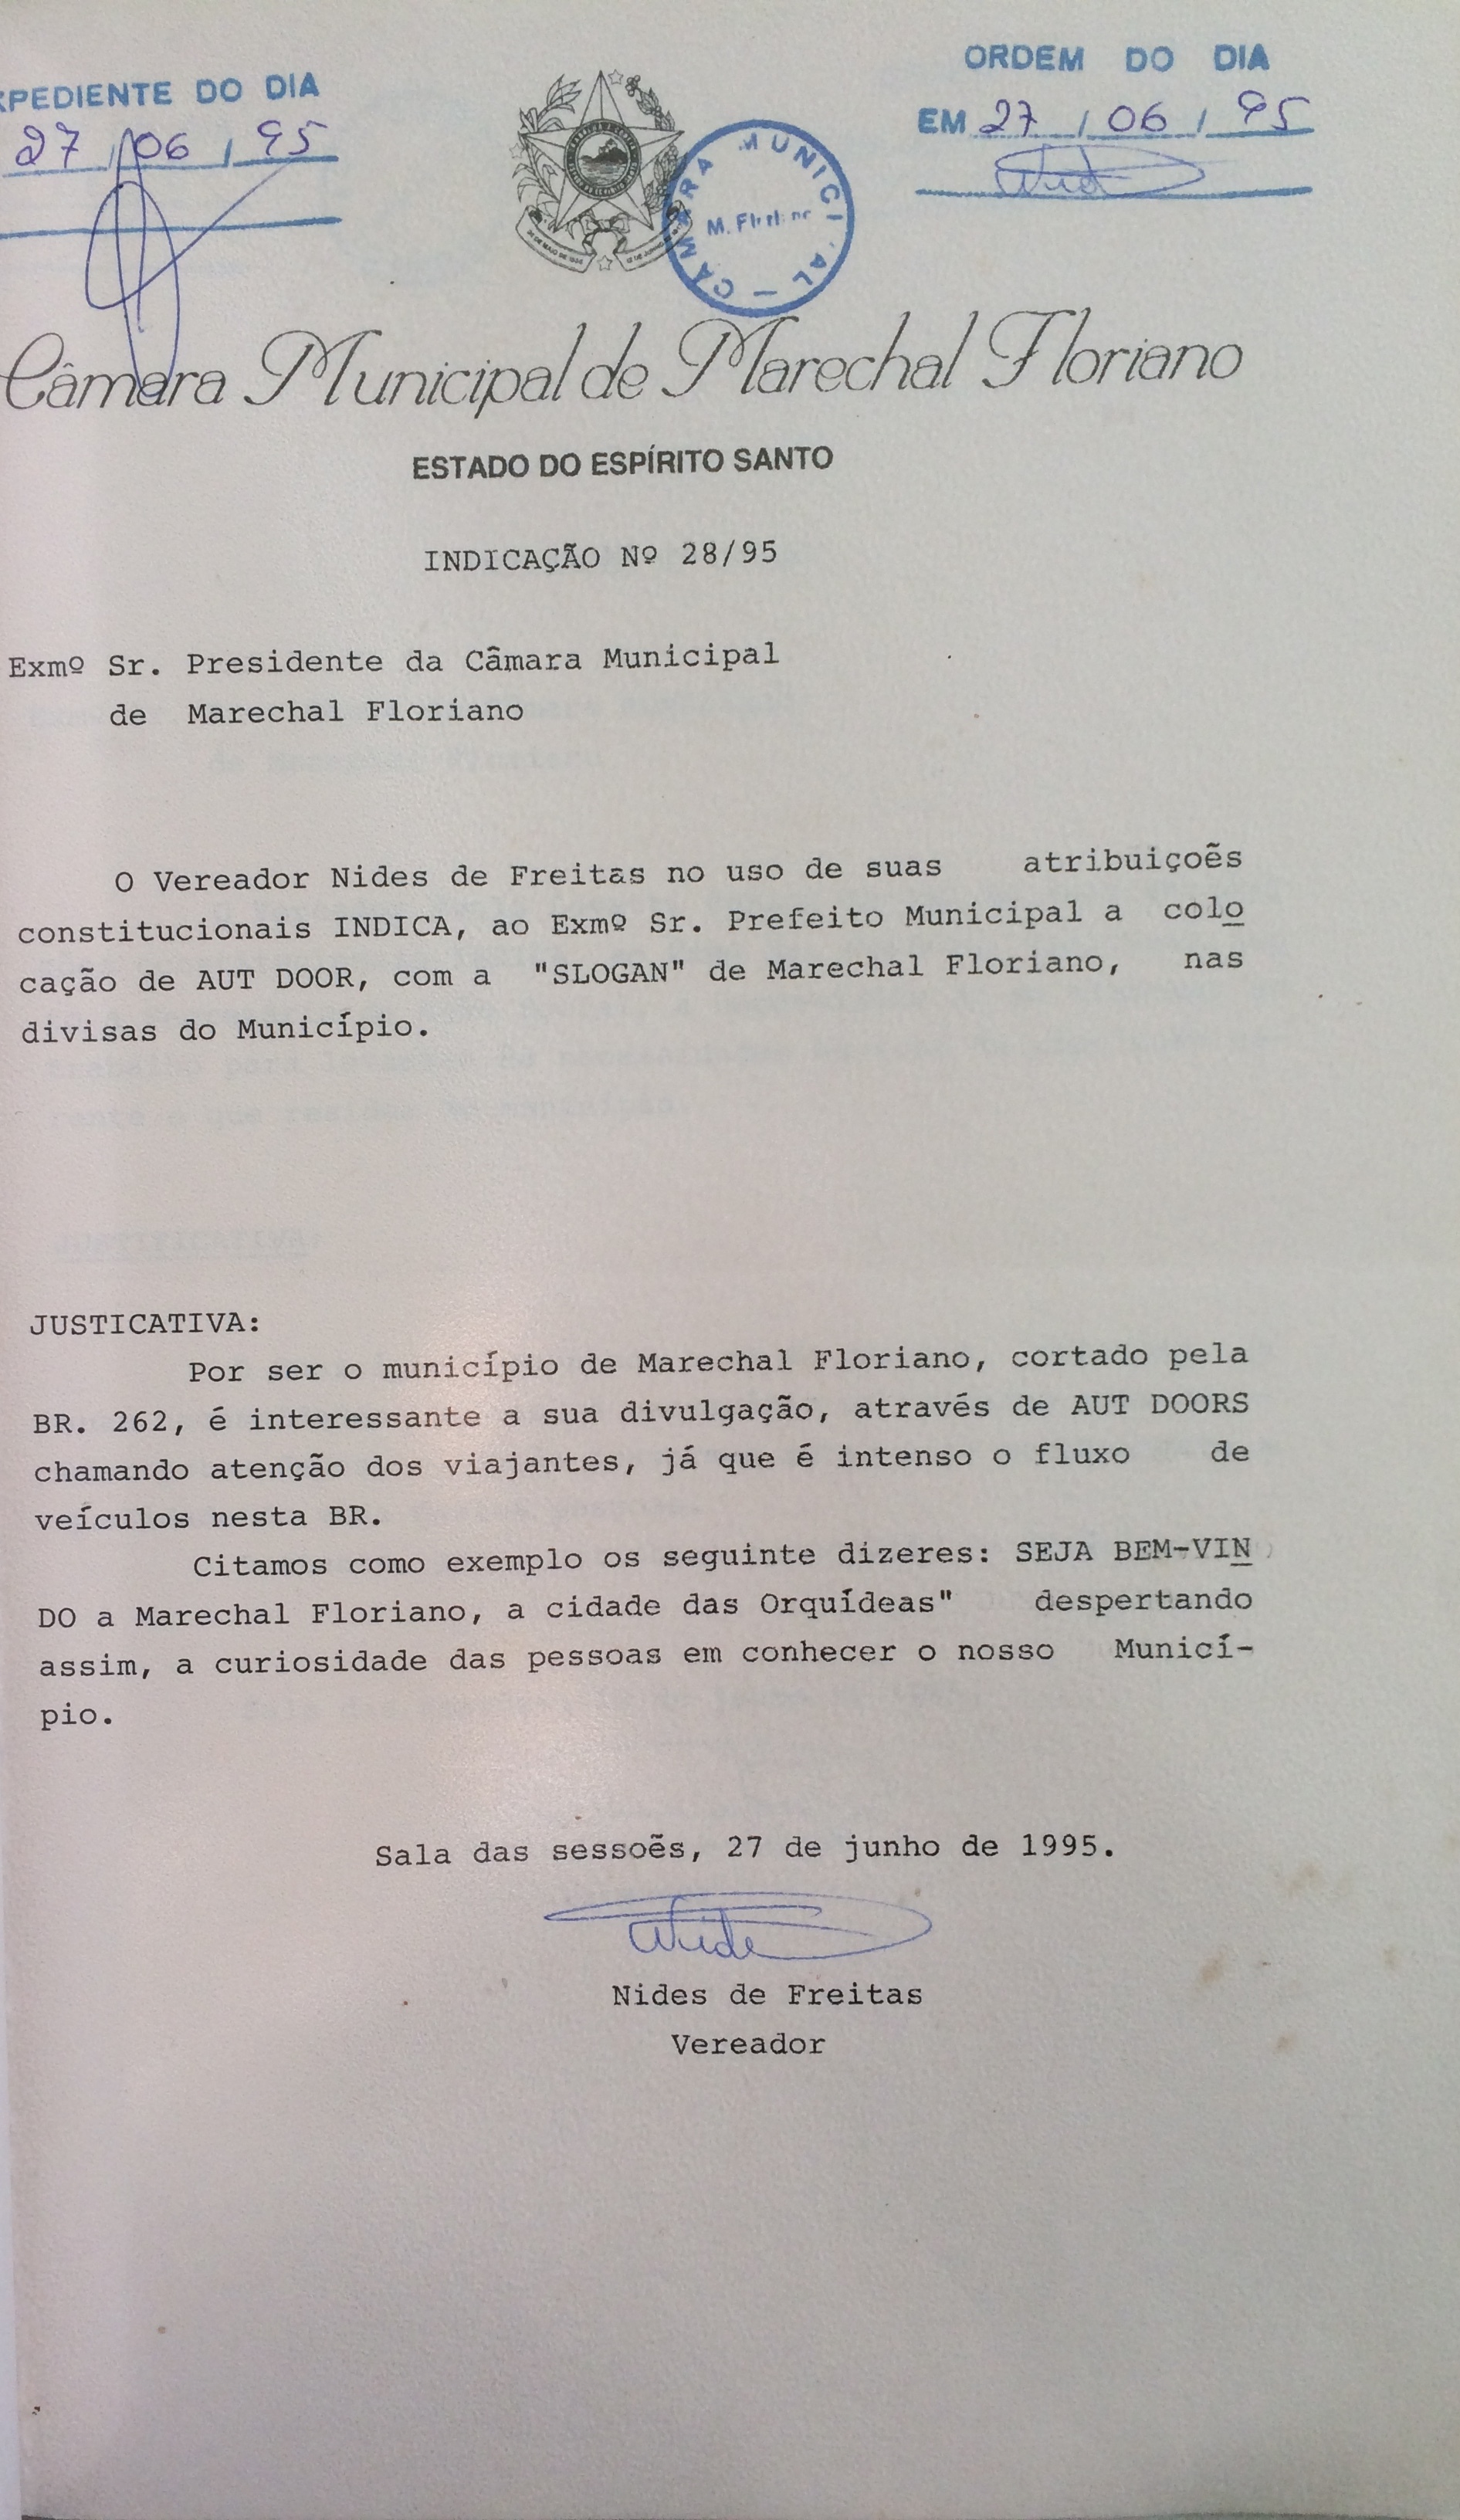 XPEDIENTE DO DIA
27/06/95
ORDEM DO DIA
EM 27/06/95
CÂMARA MUNICIPAL —
M. Floriano
Câmara Municipal de Marechal Floriano
ESTADO DO ESPÍRITO SANTO
INDICAÇÃO Nº 28/95
Exmº Sr. Presidente da Câmara Municipal
de Marechal Floriano
O Vereador Nides de Freitas no uso de suas atribuiçoẽs
constitucionais INDICA, ao Exmº Sr. Prefeito Municipal a colo
cação de AUT DOOR, com a "SLOGAN" de Marechal Floriano, nas
divisas do Município.
JUSTICATIVA:
Por ser o município de Marechal Floriano, cortado pela
BR. 262, é interessante a sua divulgação, através de AUT DOORS
chamando atenção dos viajantes, já que é intenso o fluxo de
veículos nesta BR.
Citamos como exemplo os seguinte dizeres: SEJA BEM-VIN
DO a Marechal Floriano, a cidade das Orquídeas" despertando
assim, a curiosidade das pessoas em conhecer o nosso Municí-
pio.
Sala das sessoẽs, 27 de junho de 1995.
Nides de Freitas
Vereador